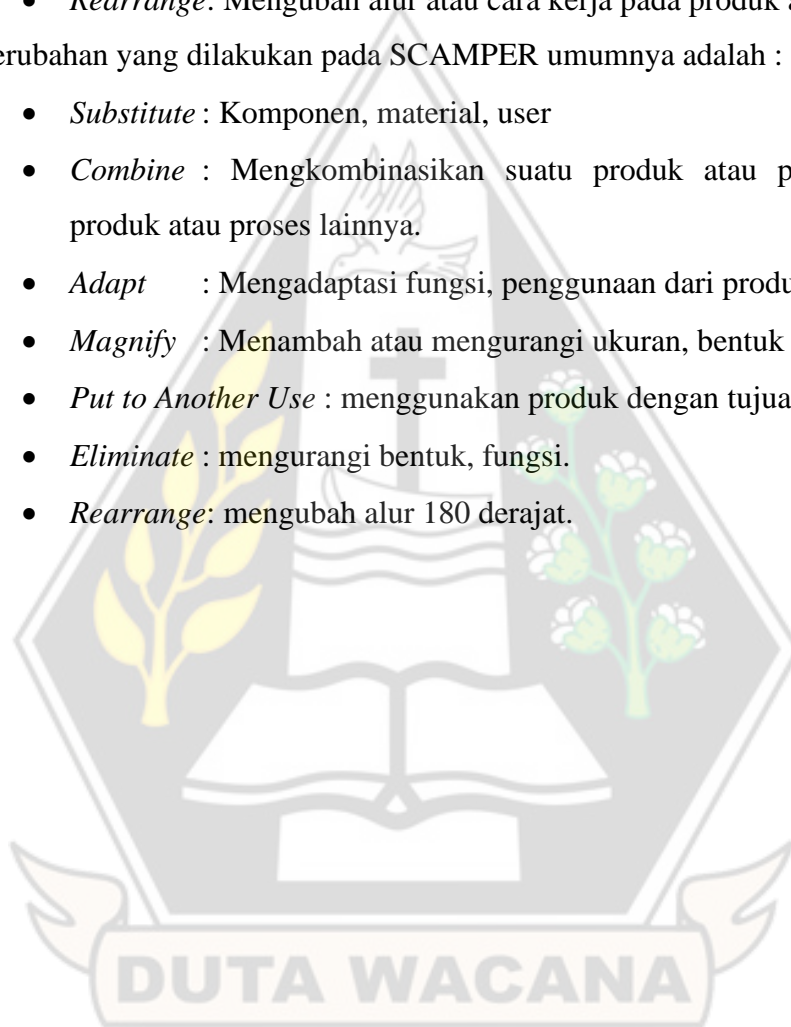 • Rearrange: Mengubah alur atau cara kerja pada produk
erubahan yang dilakukan pada SCAMPER umumnya adalah :
• Substitute : Komponen, material, user
• Combine : Mengkombinasikan suatu produk atau
produk atau proses lainnya.
• Adapt : Mengadaptasi fungsi, penggunaan dari
• Magnify : Menambah atau mengurangi ukuran, bentuk
• Put to Another Use : menggunakan produk dengan
• Eliminate : mengurangi bentuk, fungsi.
• Rearrange: mengubah alur 180 derajat.
DUTA WACANA